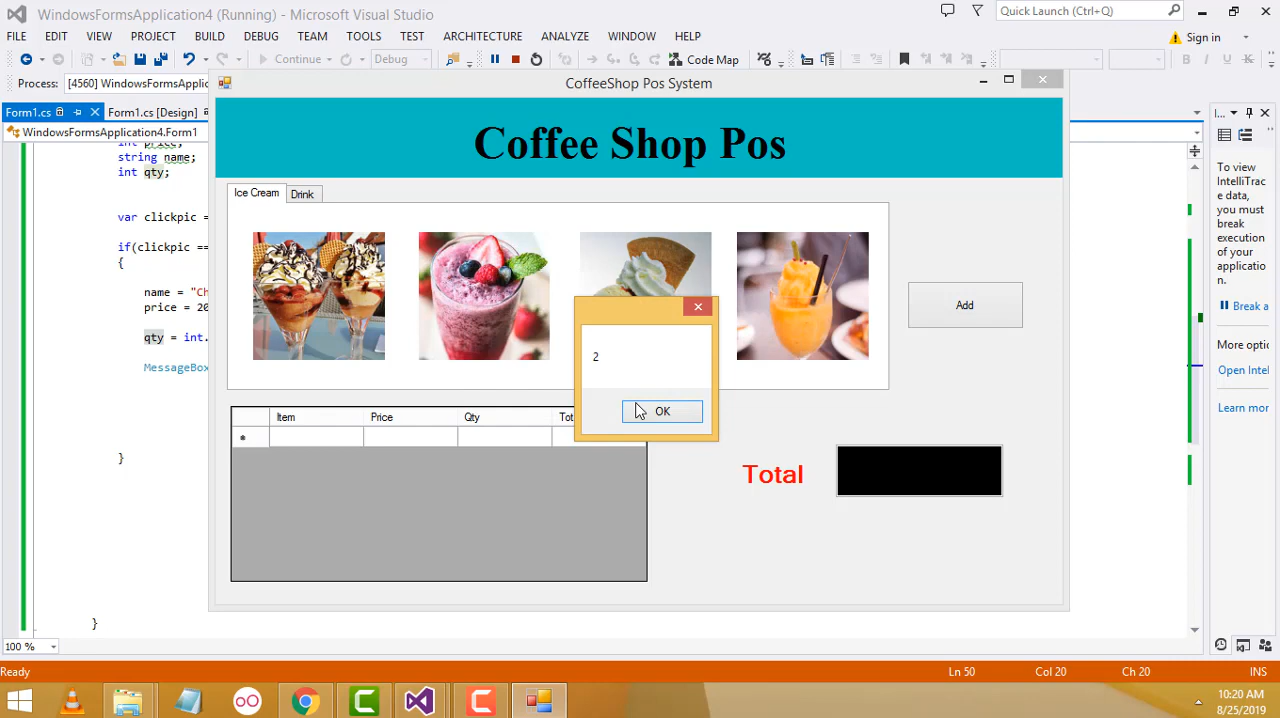 WindowsFormsApplication4 (Running) - Microsoft Visual Studio
Quick Launch (Ctrl+Q)
FILE EDIT VIEW PROJECT BUILD DEBUG TEAM TOOLS TEST ARCHITECTURE ANALYZE WINDOW HELP
Sign in
Continue Debug Code Map
Process: [4560] WindowsFormsApplic
CoffeeShop Pos System
Form1.cs Form1.cs [Design]
WindowsFormsApplication4.Form1
Coffee Shop Pos
int price;
string name;
int qty;
var clickpic =
if(clickpic ==
{
name = "Ch
price = 20
qty = int.
MessageBox
}
}
Ice Cream Drink
2
OK
Add
Item Price Qty Tot
*
Total
I...
To view
IntelliTrac
e data,
you must
break
execution
of your
applicatio
n.
Break a
More optic
Open Intel
Learn mor
100 %
Ready
Ln 50 Col 20 Ch 20 INS
10:20 AM
8/25/2019